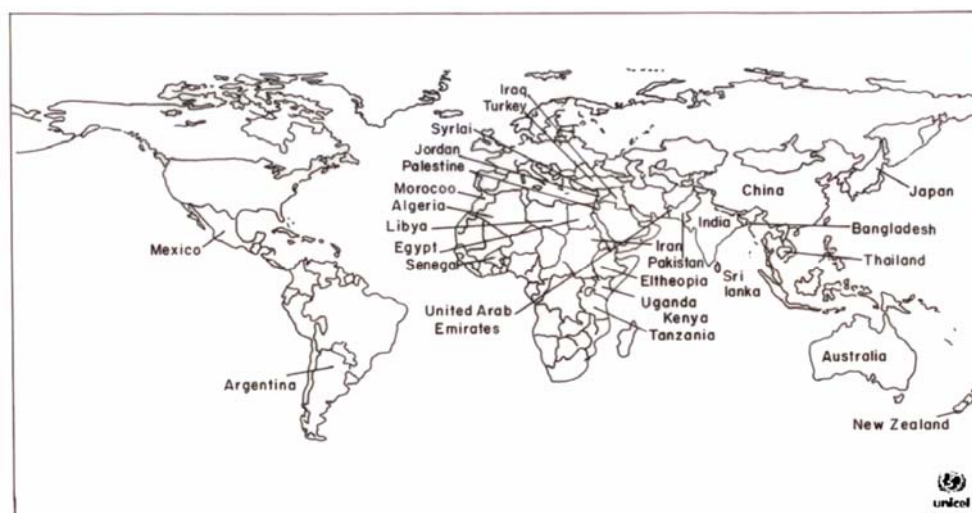 Iraq
Turkey
Syrlai
Jordan
Palestine
Morocoo
Algeria
Libya
Egypt
Senegal
Mexico
United Arab
Emirates
Argentina
China
Japan
India
Bangladesh
Iran
Pakistan
Thailand
Eltheopia
Sri
lanka
Uganda
Kenya
Tanzania
Australia
New Zealand
unicef